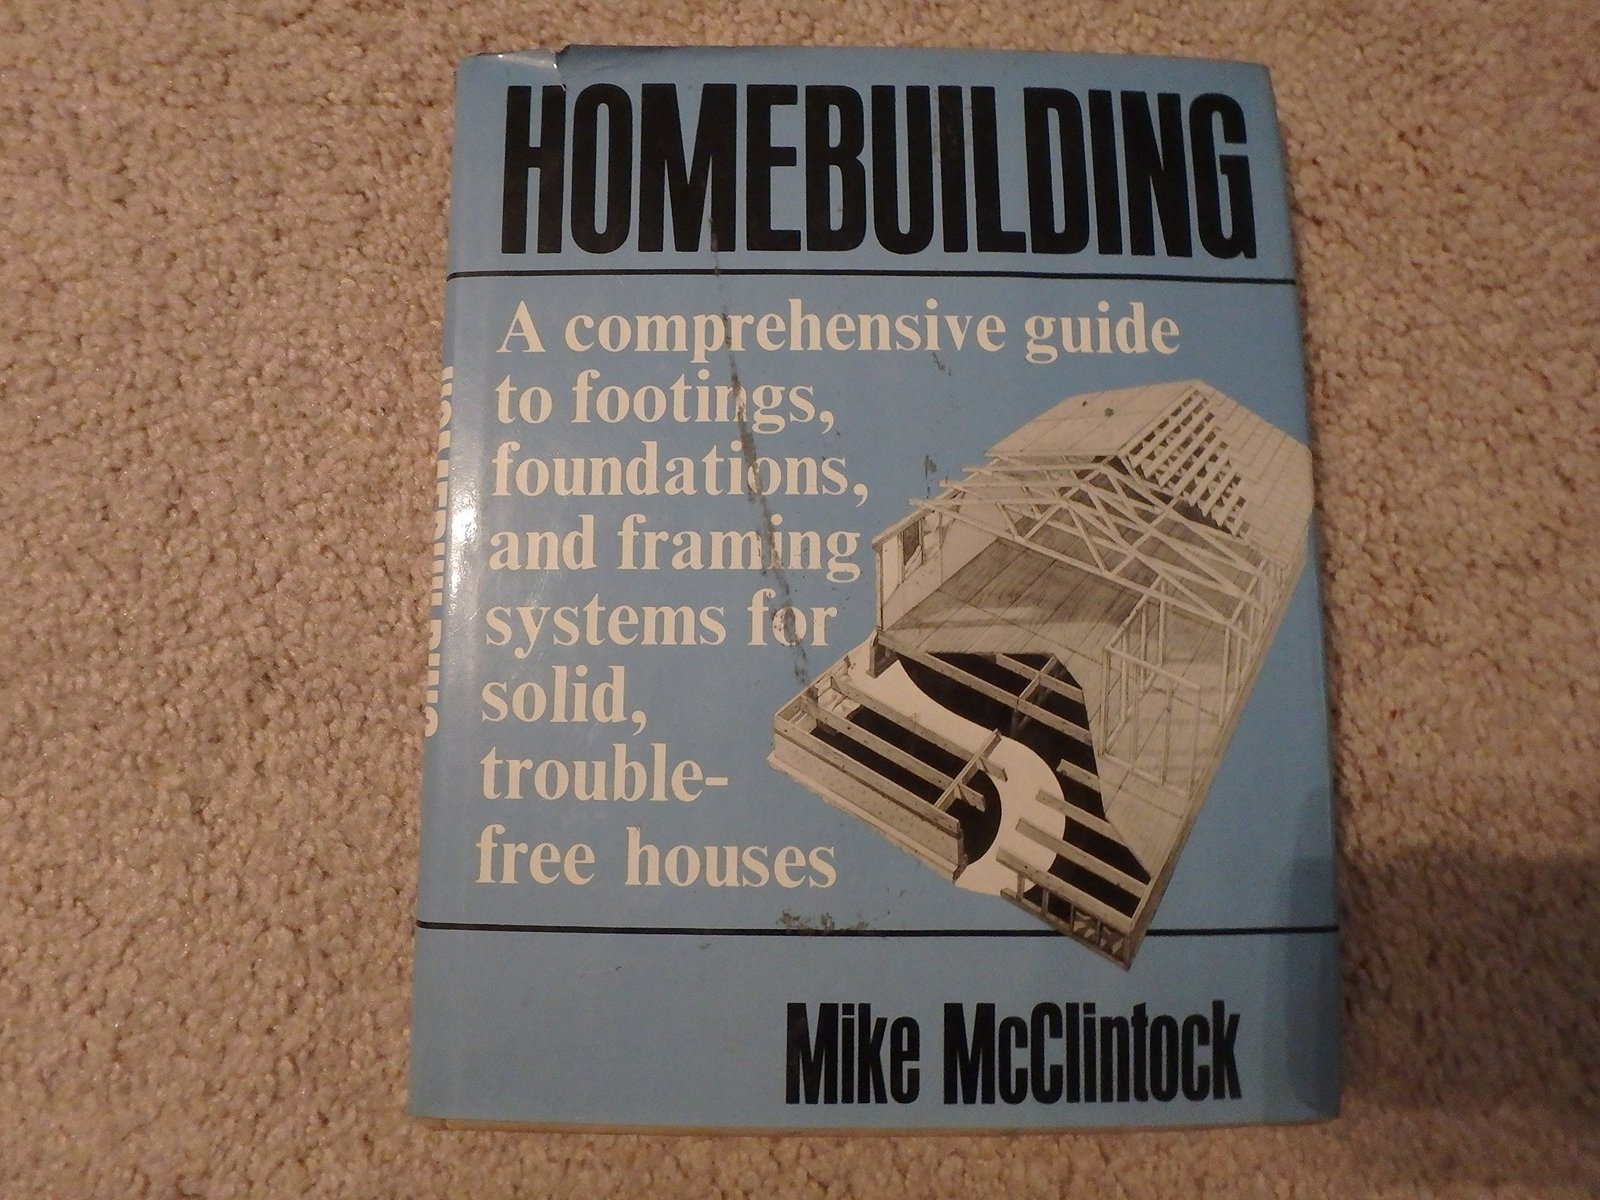 HOMEBUILDING
A comprehensive guide
to footings,
foundations,
and framing
systems for
solid,
trouble-
free houses
Mike McClintock